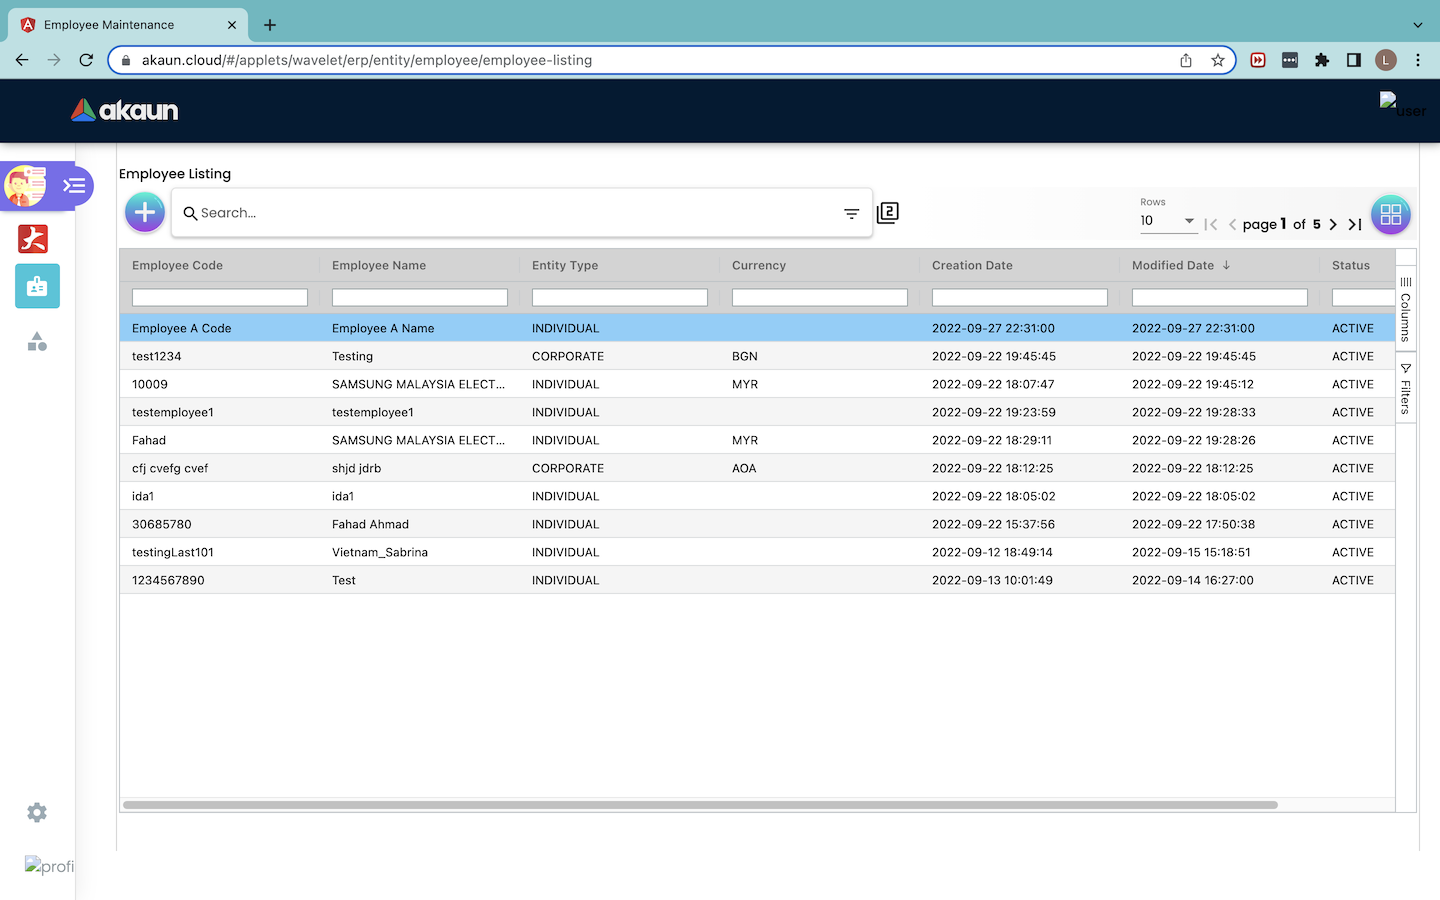 Employee Maintenance
akaun.cloud/#/applets/wavelet/erp/entity/employee/employee-listing
L
akaun
user
Employee Listing
Search...
2
Rows
10
page 1 of 5
Employee Code Employee Name Entity Type Currency Creation Date Modified Date Status
Employee A Code Employee A Name INDIVIDUAL 2022-09-27 22:31:00 2022-09-27 22:31:00 ACTIVE
test1234 Testing CORPORATE BGN 2022-09-22 19:45:45 2022-09-22 19:45:45 ACTIVE
10009 SAMSUNG MALAYSIA ELECT... INDIVIDUAL MYR 2022-09-22 18:07:47 2022-09-22 19:45:12 ACTIVE
testemployee1 testemployee1 INDIVIDUAL 2022-09-22 19:23:59 2022-09-22 19:28:33 ACTIVE
Fahad SAMSUNG MALAYSIA ELECT... INDIVIDUAL MYR 2022-09-22 18:29:11 2022-09-22 19:28:26 ACTIVE
cfj cvefg cvef shjd jdrb CORPORATE AOA 2022-09-22 18:12:25 2022-09-22 18:12:25 ACTIVE
ida1 ida1 INDIVIDUAL 2022-09-22 18:05:02 2022-09-22 18:05:02 ACTIVE
30685780 Fahad Ahmad INDIVIDUAL 2022-09-22 15:37:56 2022-09-22 17:50:38 ACTIVE
testingLast101 Vietnam_Sabrina INDIVIDUAL 2022-09-12 18:49:14 2022-09-15 15:18:51 ACTIVE
1234567890 Test INDIVIDUAL 2022-09-13 10:01:49 2022-09-14 16:27:00 ACTIVE
Columns
Filters
profi